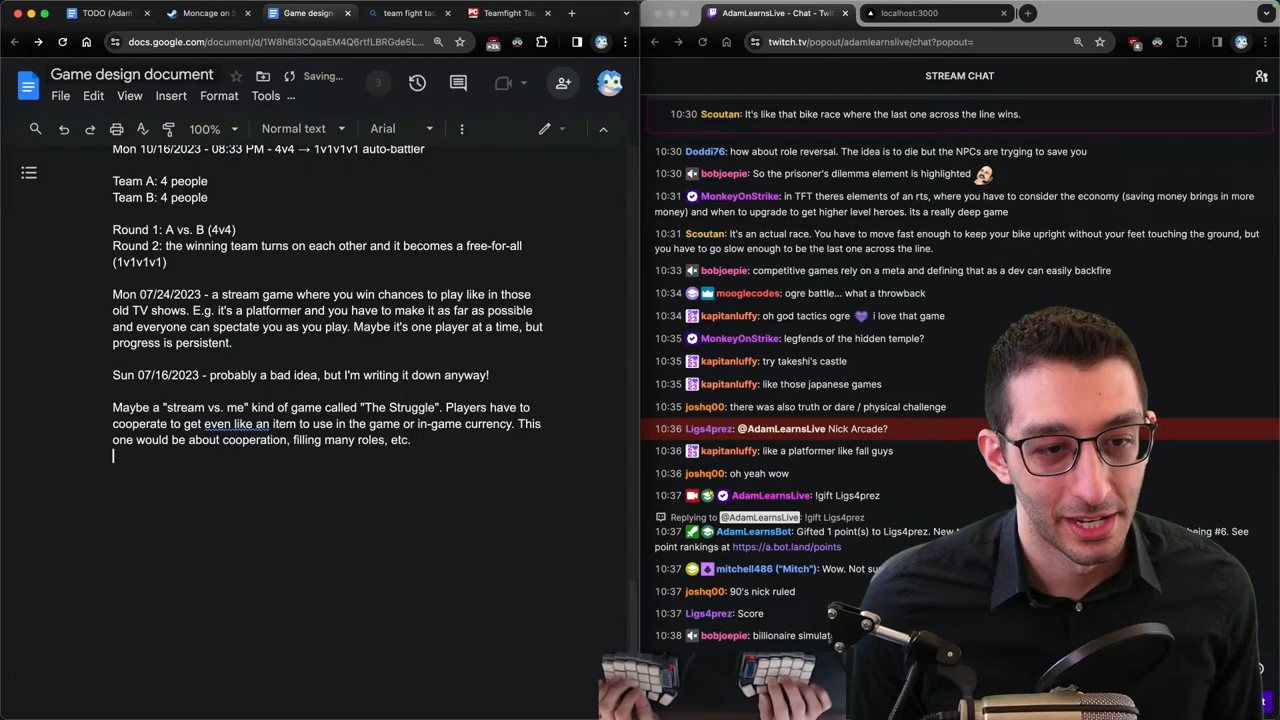 TODO (Adam
Moncage on Su
Game design
team fight tac
Teamfight Tac
docs.google.com/document/d/1W8h6I3CQqaEM4Q6rtfLBRGde5L...
Game design document
Saving...
3
File Edit View Insert Format Tools ...
100% Normal text Arial
Mon 10/16/2023 - 08:33 PM - 4v4 → 1v1v1v1 auto-battler
Team A: 4 people
Team B: 4 people
Round 1: A vs. B (4v4)
Round 2: the winning team turns on each other and it becomes a free-for-all
(1v1v1v1)
Mon 07/24/2023 - a stream game where you win chances to play like in those
old TV shows. E.g. it's a platformer and you have to make it as far as possible
and everyone can spectate you as you play. Maybe it's one player at a time, but
progress is persistent.
Sun 07/16/2023 - probably a bad idea, but I'm writing it down anyway!
Maybe a "stream vs. me" kind of game called "The Struggle". Players have to
cooperate to get even like an item to use in the game or in-game currency. This
one would be about cooperation, filling many roles, etc.
AdamLearnsLive - Chat - Twi
localhost:3000
twitch.tv/popout/adamlearnslive/chat?popout=
STREAM CHAT
10:30 Scoutan: It's like that bike race where the last one across the line wins.
10:30 Doddi76: how about role reversal. The idea is to die but the NPCs are tryging to save you
10:30 bobjoepie: So the prisoner's dilemma element is highlighted
10:31 MonkeyOnStrike: in TFT theres elements of an rts, where you have to consider the economy (saving money brings in more
money) and when to upgrade to get higher level heroes. its a really deep game
10:31 Scoutan: It's an actual race. You have to move fast enough to keep your bike upright without your feet touching the ground, but
you have to go slow enough to be the last one across the line.
10:33 bobjoepie: competitive games rely on a meta and defining that as a dev can easily backfire
10:34 mooglecodes: ogre battle... what a throwback
10:34 kapitanluffy: oh god tactics ogre i love that game
10:35 MonkeyOnStrike: legfends of the hidden temple?
10:35 kapitanluffy: try takeshi's castle
10:35 kapitanluffy: like those japanese games
10:35 joshq00: there was also truth or dare / physical challenge
10:36 Ligs4prez: @AdamLearnsLive Nick Arcade?
10:36 kapitanluffy: like a platformer like fall guys
10:36 joshq00: oh yeah wow
10:37 AdamLearnsLive: !gift Ligs4prez
Replying to @AdamLearnsLive: !gift Ligs4prez
10:37 AdamLearnsBot: Gifted 1 point(s) to Ligs4prez. New being #6. See
point rankings at https://a.bot.land/points
10:37 mitchell486 ("Mitch"): Wow. Not su
10:37 joshq00: 90's nick ruled
10:37 Ligs4prez: Score
10:38 bobjoepie: billionaire simulat